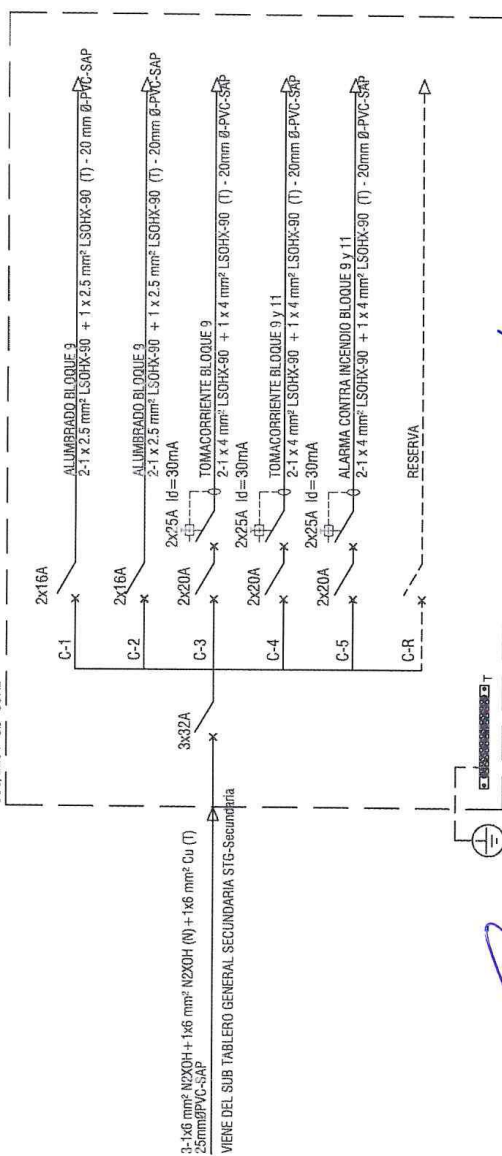 3-1x6 mm² N2XOH + 1x6 mm² N2XOH (N) + 1x6 mm² Cu (T)
25mmØPVC-SAP
VIENE DEL SUB TABLERO GENERAL SECUNDARIA STG-Secundaria
3x32A
C-1
2x16A
ALUMBRADO BLOQUE 9
2-1 x 2.5 mm² LSOHX-90 + 1 x 2.5 mm² LSOHX-90 (T) - 20 mm Ø-PVC-SAP
C-2
2x16A
ALUMBRADO BLOQUE 9
2-1 x 2.5 mm² LSOHX-90 + 1 x 2.5 mm² LSOHX-90 (T) - 20mm Ø-PVC-SAP
C-3
2x20A
2x25A Id=30mA
TOMACORRIENTE BLOQUE 9
2-1 x 4 mm² LSOHX-90 + 1 x 4 mm² LSOHX-90 (T) - 20mm Ø-PVC-SAP
C-4
2x20A
2x25A Id=30mA
TOMACORRIENTE BLOQUE 9 y 11
2-1 x 4 mm² LSOHX-90 + 1 x 4 mm² LSOHX-90 (T) - 20mm Ø-PVC-SAP
C-5
2x20A
2x25A Id=30mA
ALARMA CONTRA INCENDIO BLOQUE 9 y 11
2-1 x 4 mm² LSOHX-90 + 1 x 4 mm² LSOHX-90 (T) - 20mm Ø-PVC-SAP
C-R
RESERVA
T